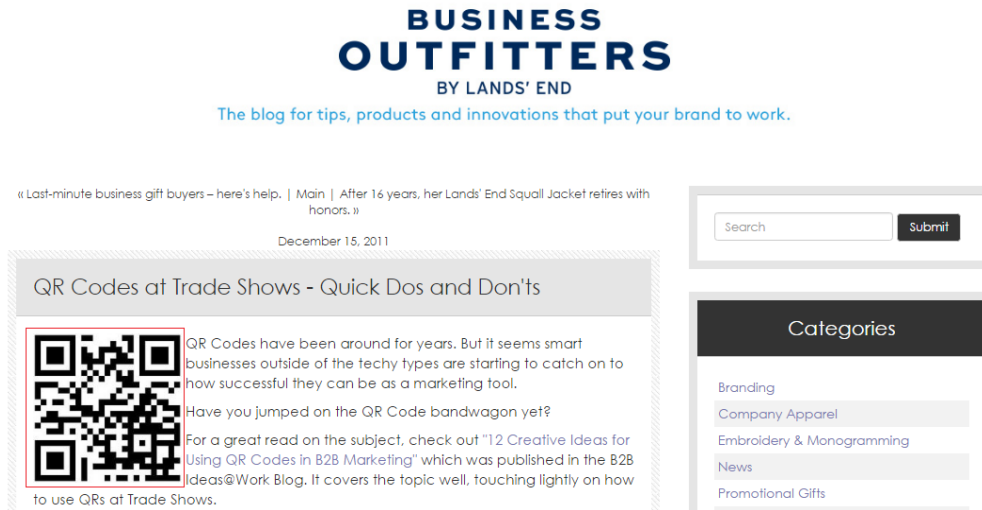 BUSINESS
OUTFITTERS
BY LANDS' END
The blog for tips, products and innovations that put your brand to work.
« Last-minute business gift buyers – here's help. | Main | After 16 years, her Lands' End Squall Jacket retires with
honors. »
December 15, 2011
QR Codes at Trade Shows - Quick Dos and Don'ts
QR Codes have been around for years. But it seems smart
businesses outside of the techy types are starting to catch on to
how successful they can be as a marketing tool.
Have you jumped on the QR Code bandwagon yet?
For a great read on the subject, check out "12 Creative Ideas for
Using QR Codes in B2B Marketing" which was published in the B2B
Ideas@Work Blog. It covers the topic well, touching lightly on how
to use QRs at Trade Shows.
Search
Submit
Categories
Branding
Company Apparel
Embroidery & Monogramming
News
Promotional Gifts